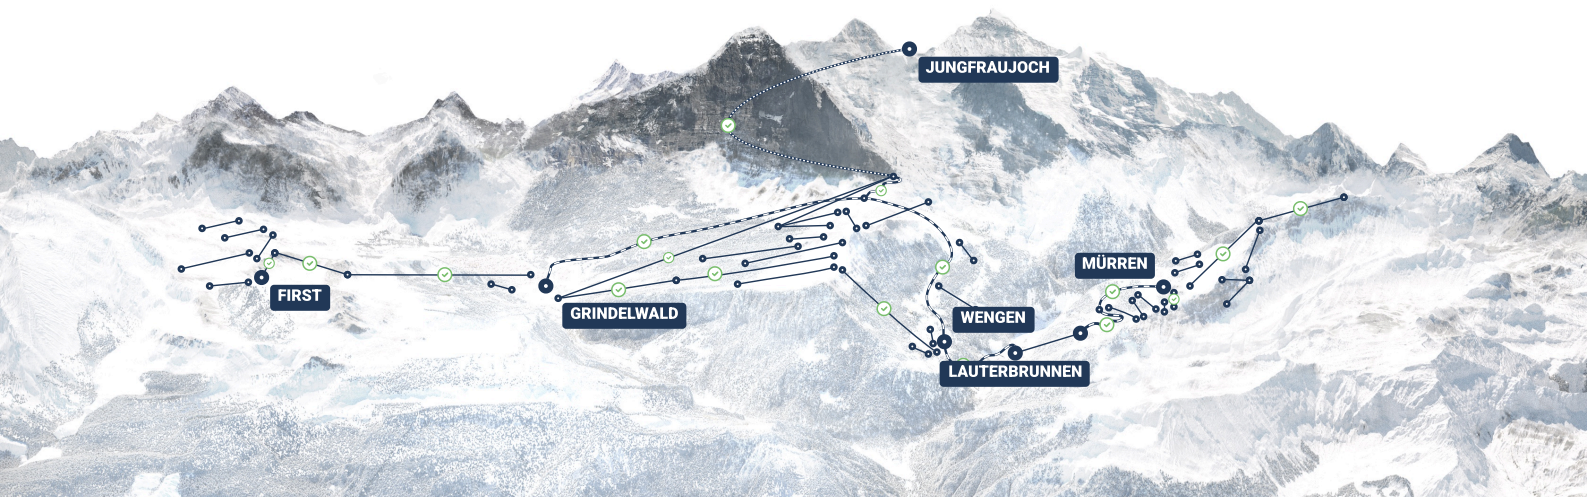 JUNGFRAUJOCH
MÜRREN
FIRST
GRINDELWALD
WENGEN
LAUTERBRUNNEN